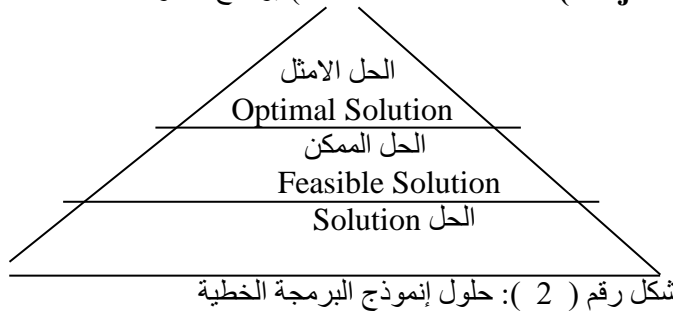 الحل الامثل
Optimal Solution
الحل الممكن
Feasible Solution
الحل Solution
شكل رقم ( 2 ): حلول إنموذج البرمجة الخطية